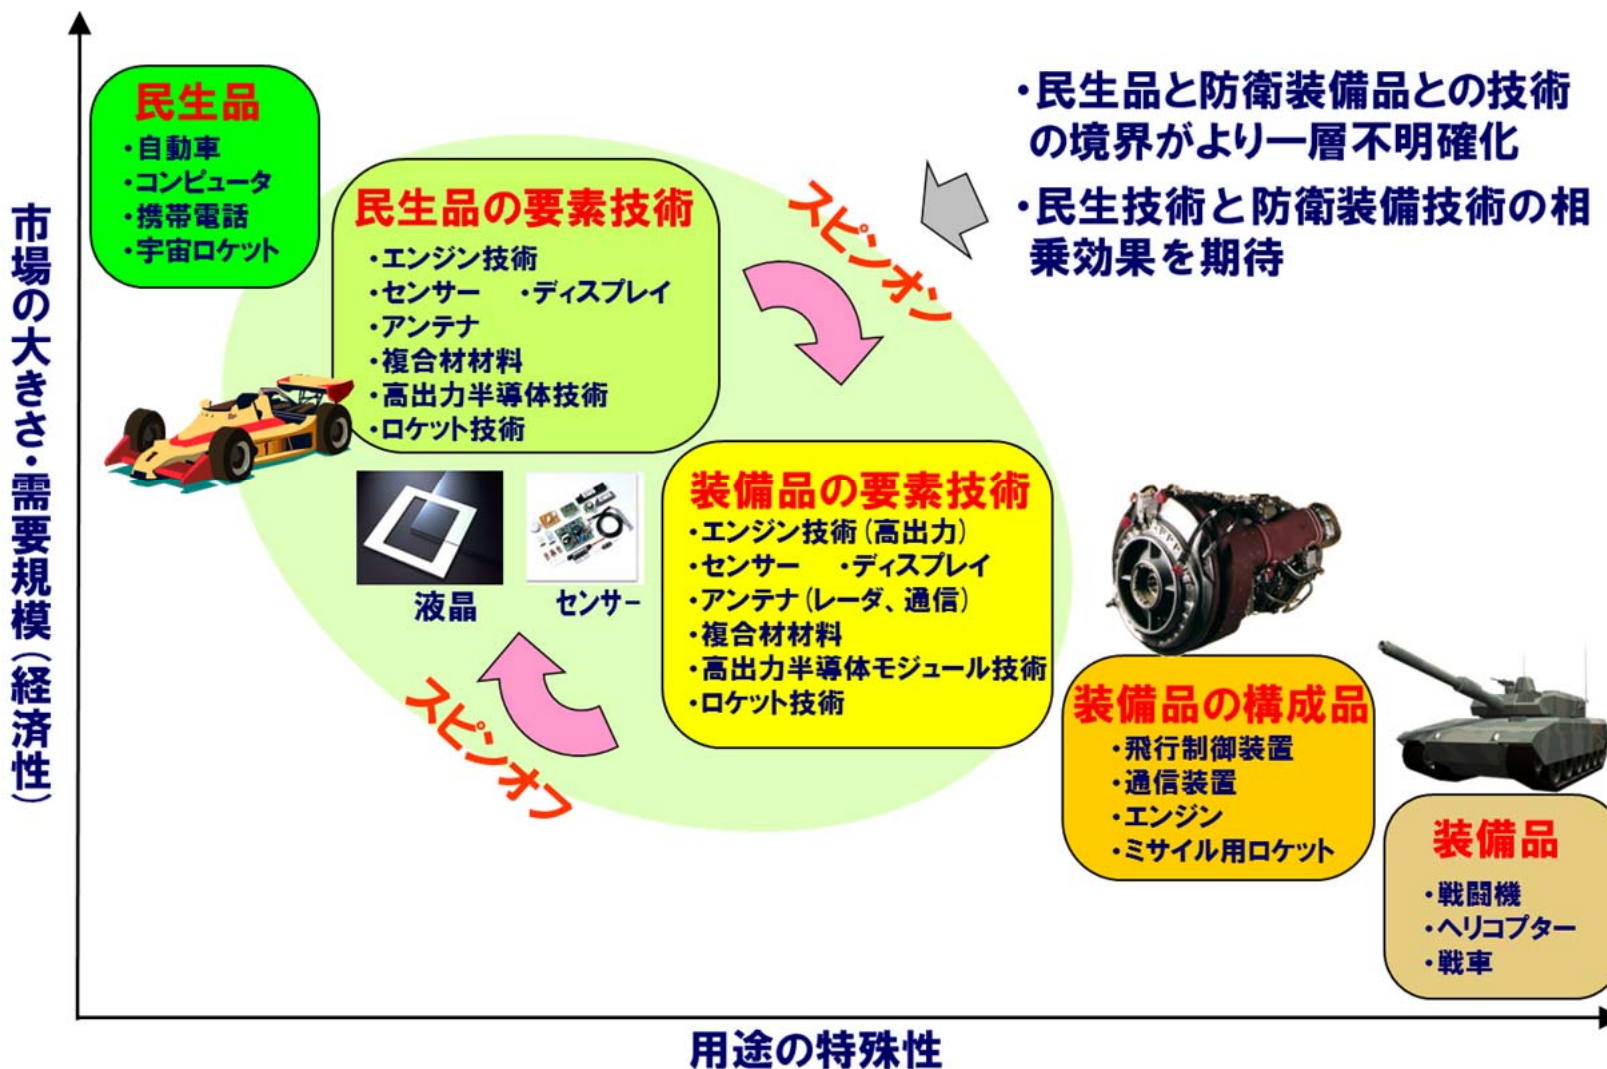 民生品
・自動車
・コンピュータ
・携帯電話
・宇宙ロケット
民生品の要素技術
・エンジン技術
・センサー ・ディスプレイ
・アンテナ
・複合材材料
・高出力半導体技術
・ロケット技術
スピンオン
・民生品と防衛装備品との技術
の境界がより一層不明確化
・民生技術と防衛装備技術の相
乗効果を期待
市場の大きさ・需要規模(経済性)
液晶
センサー
装備品の要素技術
・エンジン技術(高出力)
・センサー ・ディスプレイ
・アンテナ(レーダ、通信)
・複合材材料
・高出力半導体モジュール技術
・ロケット技術
スピンオフ
装備品の構成品
・飛行制御装置
・通信装置
・エンジン
・ミサイル用ロケット
装備品
・戦闘機
・ヘリコプター
・戦車
用途の特殊性